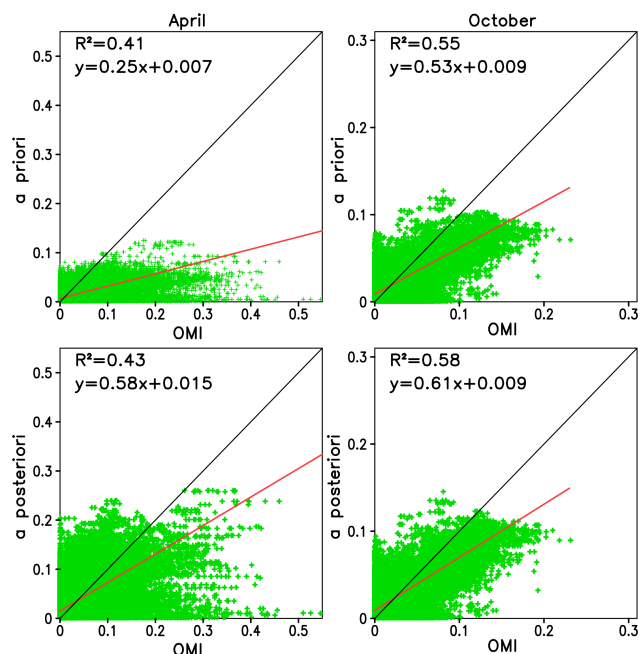 April
October
R²=0.41
y=0.25x+0.007
0.5
0.4
0.3
0.2
0.1
0
a priori
0
0.1
0.2
0.3
0.4
0.5
OMI
R²=0.55
y=0.53x+0.009
0.3
0.2
0.1
0
a priori
0
0.1
0.2
0.3
OMI
R²=0.43
y=0.58x+0.015
0.5
0.4
0.3
0.2
0.1
0
a posteriori
0
0.1
0.2
0.3
0.4
0.5
OMI
R²=0.58
y=0.61x+0.009
0.3
0.2
0.1
0
a posteriori
0
0.1
0.2
0.3
OMI